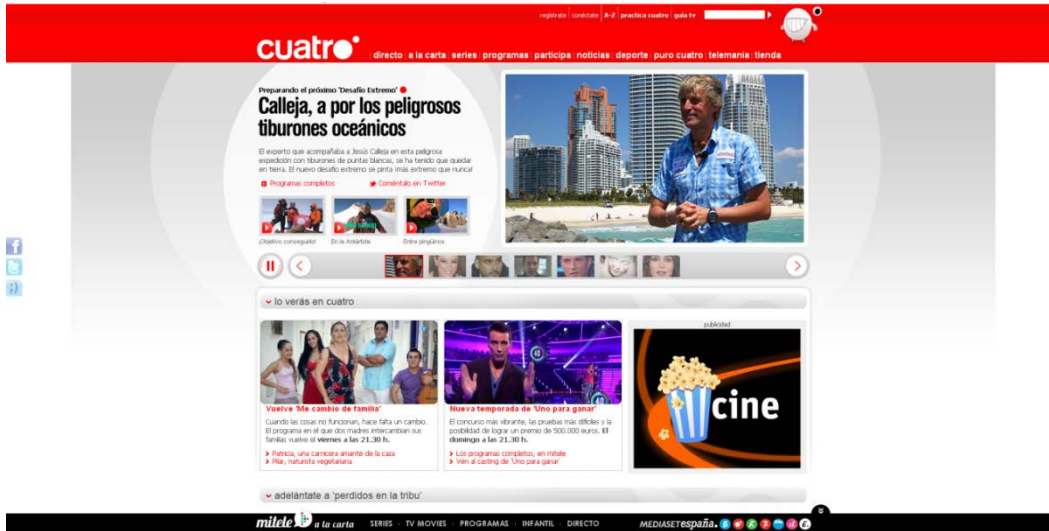 regístrate conéctate A-Z practica cuatro guía tv
cuatro
directo a la carta series programas participa noticias deporte puro cuatro telemanía tienda
Preparando el próximo 'Desafío Extremo'
Calleja, a por los peligrosos
tiburones oceánicos
El experto que acompañaba a Jesús Calleja en esta peligrosa
expedición con tiburones de puntas blancas, se ha tenido que quedar
en tierra. El nuevo desafío extremo se pinta más extremo que nunca!
Programas completos
Coméntalo en Twitter
¡Objetivo conseguido!
En la Antártida
Entre pingüinos
lo verás en cuatro
publicidad
cine
Vuelve 'Me cambio de familia'
Cuando las cosas no funcionan, hace falta un cambio.
El programa en el que dos madres intercambian sus
familias vuelve el viernes a las 21.30 h.
Patricia, una carnicera amante de la caza
Pilar, naturista vegetariana
Nueva temporada de 'Uno para ganar'
El concurso más vibrante, las pruebas más difíciles y la
posibilidad de lograr un premio de 500.000 euros. El
domingo a las 21.30 h.
Los programas completos, en mitele
Ven al casting de 'Uno para ganar'
adelántate a 'perdidos en la tribu'
mitele a la carta SERIES · TV MOVIES · PROGRAMAS · INFANTIL · DIRECTO MEDIASETespaña.